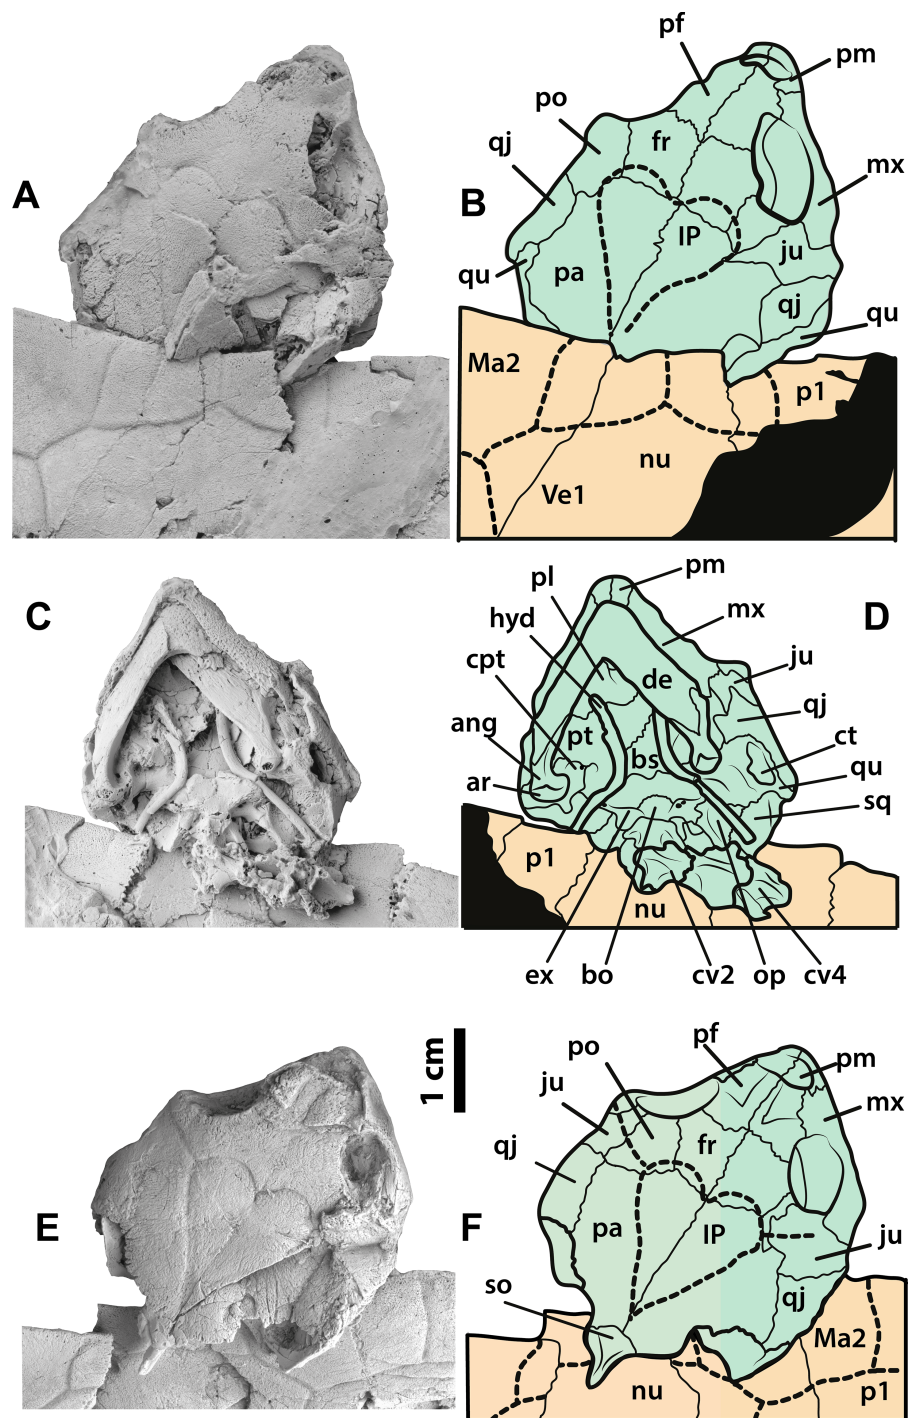 A
B
pf
pm
po
qj
fr
mx
lP
qu
pa
ju
qj
qu
Ma2
p1
nu
Ve1
C
D
pl
pm
hyd
mx
cpt
de
ju
qj
ang
pt
ct
bs
ar
qu
sq
p1
nu
ex
bo
cv2
op
cv4
1 cm
E
F
pf
po
pm
ju
mx
qj
fr
pa
lP
ju
so
qj
Ma2
nu
p1